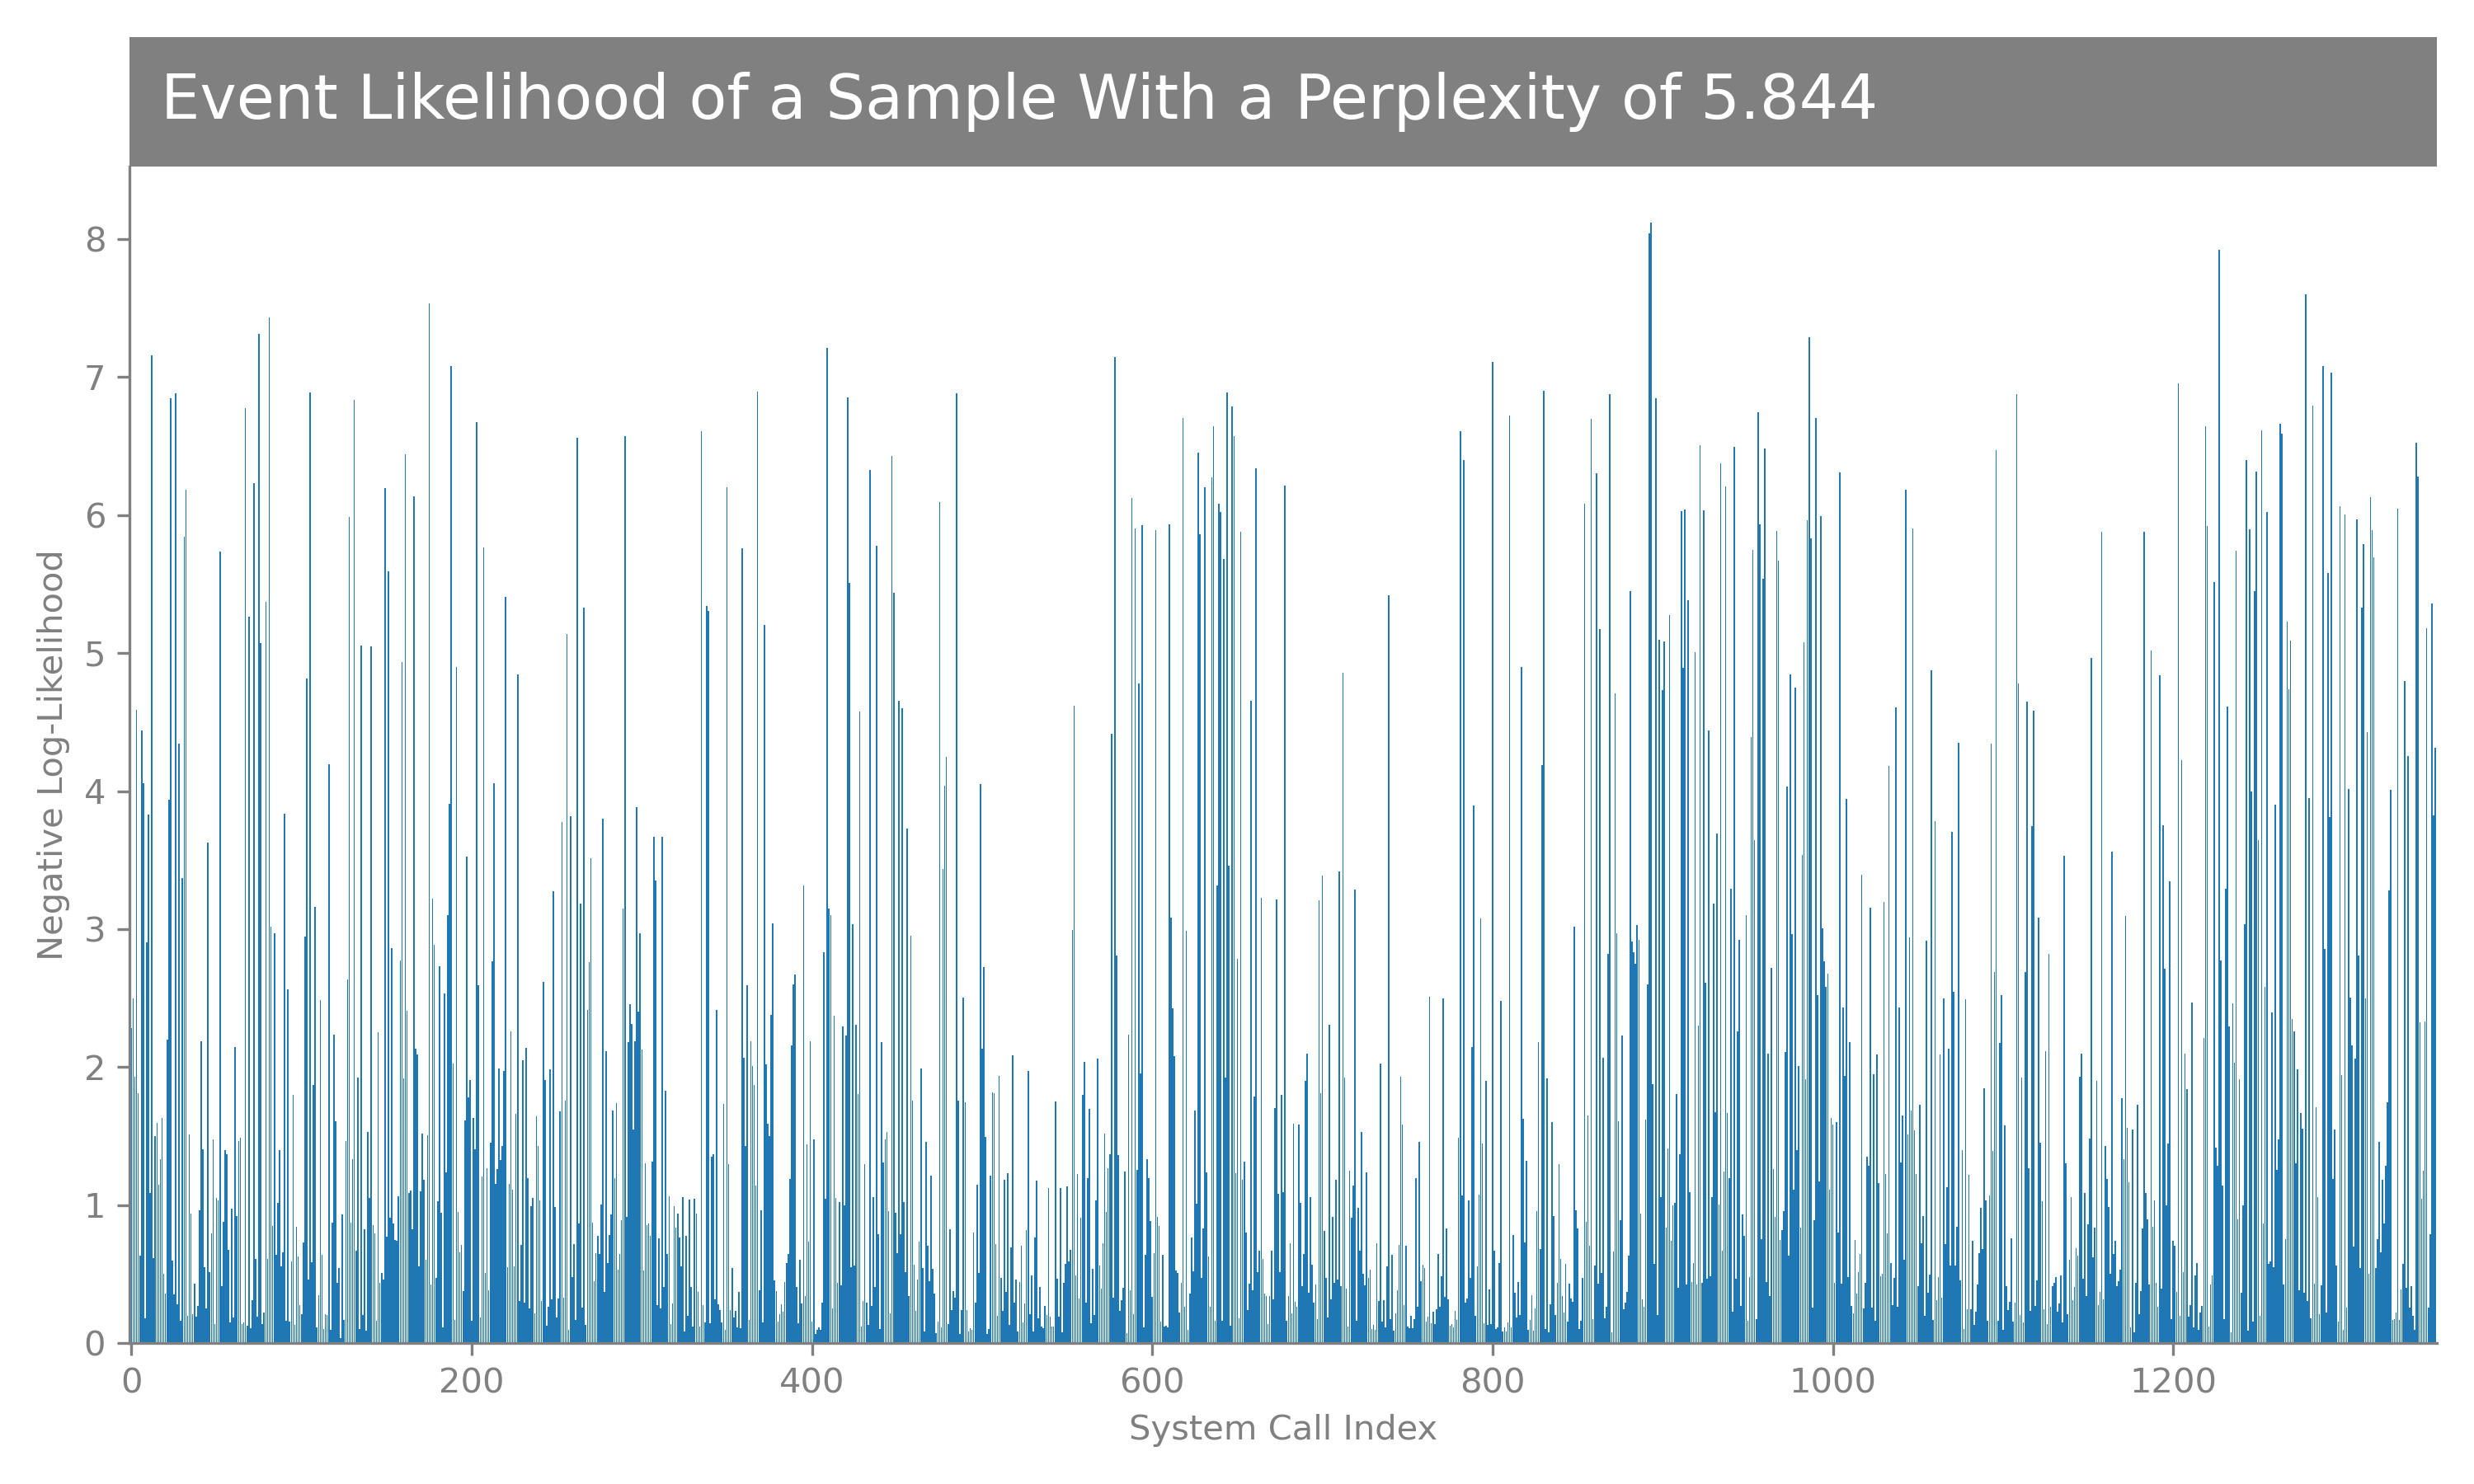 Event Likelihood of a Sample With a Perplexity of 5.844
Negative Log-Likelihood
8
7
6
5
4
3
2
1
0
0 200 400 600 800 1000 1200
System Call Index